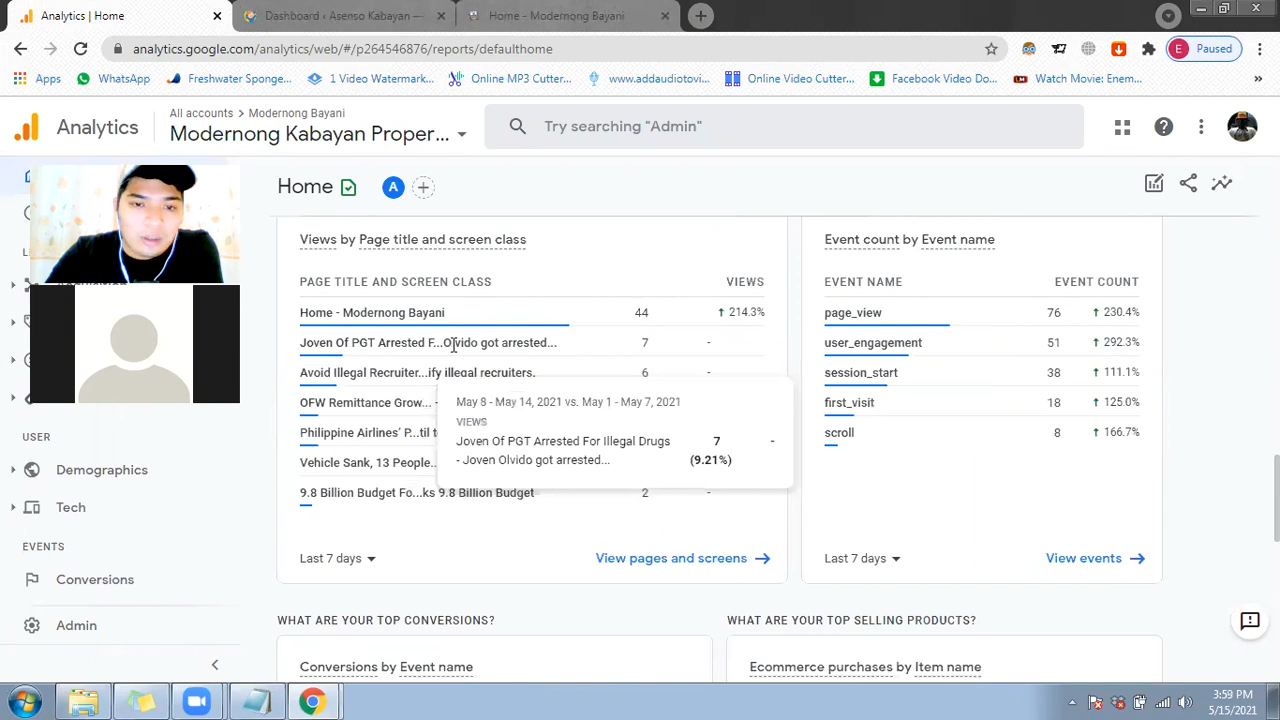 Analytics | Home
Dashboard ‹ Asenso Kabayan —
Home - Modernong Bayani
analytics.google.com/analytics/web/#/p264546876/reports/defaulthome
E Paused
Apps
WhatsApp
Freshwater Sponge...
1 Video Watermark...
Online MP3 Cutter...
www.addaudiotovi...
Online Video Cutter...
Facebook Video Do...
Watch Movie: Enem...
»
Analytics
All accounts > Modernong Bayani
Modernong Kabayan Proper...
Try searching "Admin"
Home
A
Views by Page title and screen class
PAGE TITLE AND SCREEN CLASS VIEWS
Home - Modernong Bayani 44 ↑ 214.3%
Joven Of PGT Arrested F...Olvido got arrested... 7 -
Avoid Illegal Recruiter...ify illegal recruiters. 6 -
OFW Remittance Grow...
Philippine Airlines' P...til t
Vehicle Sank, 13 People...
9.8 Billion Budget Fo...ks 9.8 Billion Budget 2 -
May 8 - May 14, 2021 vs. May 1 - May 7, 2021
VIEWS
Joven Of PGT Arrested For Illegal Drugs 7 -
- Joven Olvido got arrested... (9.21%)
Last 7 days
View pages and screens →
Event count by Event name
EVENT NAME EVENT COUNT
page_view 76 ↑ 230.4%
user_engagement 51 ↑ 292.3%
session_start 38 ↑ 111.1%
first_visit 18 ↑ 125.0%
scroll 8 ↑ 166.7%
Last 7 days
View events →
USER
Demographics
Tech
EVENTS
Conversions
Admin
WHAT ARE YOUR TOP CONVERSIONS?
Conversions by Event name
WHAT ARE YOUR TOP SELLING PRODUCTS?
Ecommerce purchases by Item name
3:59 PM
5/15/2021